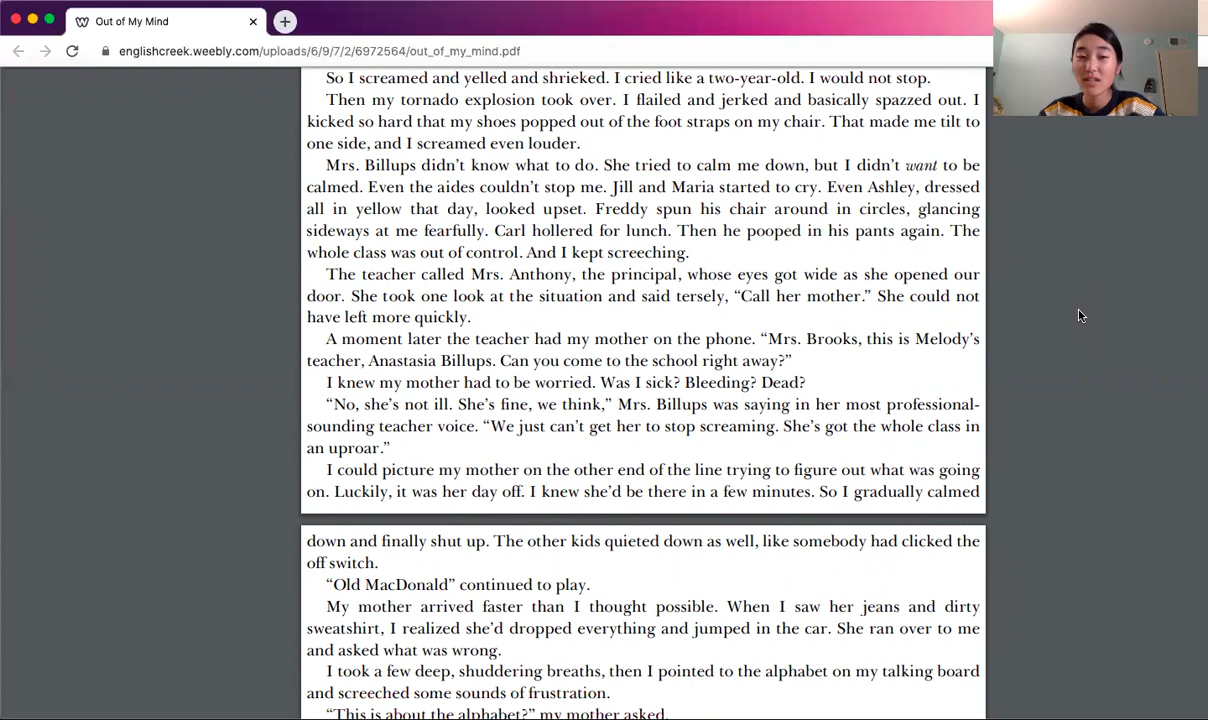 Out of My Mind
englishcreek.weebly.com/uploads/6/9/7/2/6972564/out_of_my_mind.pdf
So I screamed and yelled and shrieked. I cried like a two-year-old. I would not stop.
Then my tornado explosion took over. I flailed and jerked and basically spazzed out. I
kicked so hard that my shoes popped out of the foot straps on my chair. That made me tilt to
one side, and I screamed even louder.
Mrs. Billups didn’t know what to do. She tried to calm me down, but I didn’t want to be
calmed. Even the aides couldn’t stop me. Jill and Maria started to cry. Even Ashley, dressed
all in yellow that day, looked upset. Freddy spun his chair around in circles, glancing
sideways at me fearfully. Carl hollered for lunch. Then he pooped in his pants again. The
whole class was out of control. And I kept screeching.
The teacher called Mrs. Anthony, the principal, whose eyes got wide as she opened our
door. She took one look at the situation and said tersely, “Call her mother.” She could not
have left more quickly.
A moment later the teacher had my mother on the phone. “Mrs. Brooks, this is Melody’s
teacher, Anastasia Billups. Can you come to the school right away?”
I knew my mother had to be worried. Was I sick? Bleeding? Dead?
“No, she’s not ill. She’s fine, we think,” Mrs. Billups was saying in her most professional-
sounding teacher voice. “We just can’t get her to stop screaming. She’s got the whole class in
an uproar.”
I could picture my mother on the other end of the line trying to figure out what was going
on. Luckily, it was her day off. I knew she’d be there in a few minutes. So I gradually calmed
down and finally shut up. The other kids quieted down as well, like somebody had clicked the
off switch.
“Old MacDonald” continued to play.
My mother arrived faster than I thought possible. When I saw her jeans and dirty
sweatshirt, I realized she’d dropped everything and jumped in the car. She ran over to me
and asked what was wrong.
I took a few deep, shuddering breaths, then I pointed to the alphabet on my talking board
and screeched some sounds of frustration.
“This is about the alphabet?” my mother asked.